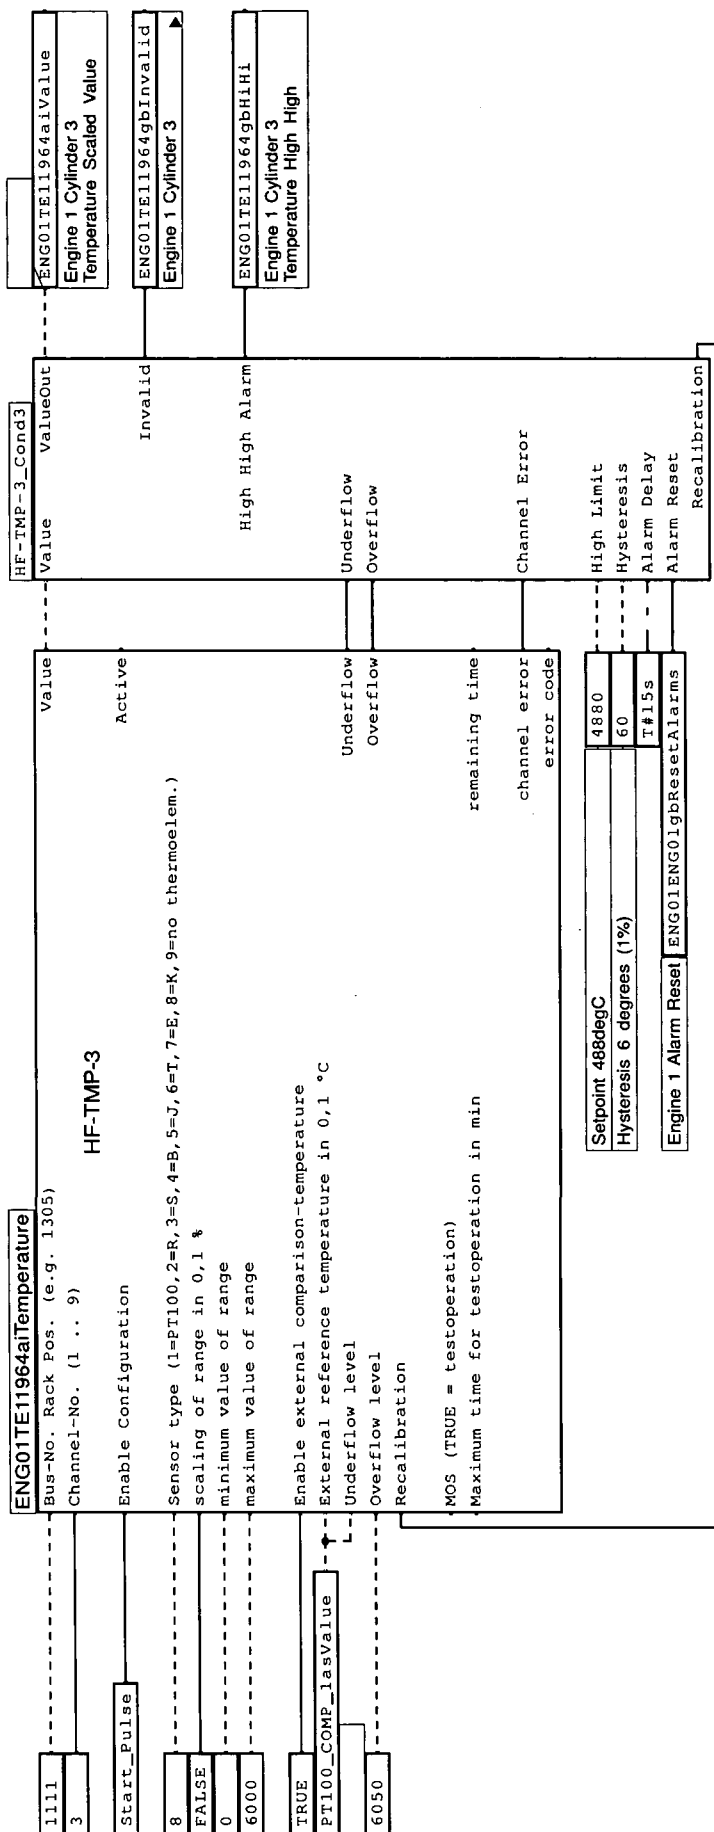 1111
3
Start_Pulse
8
FALSE
0
6000
TRUE
PT100_COMP_1asValue
6050
ENG01TE11964aiTemperature
HF-TMP-3
Bus-No. Rack Pos. (e.g. 1305)
Channel-No. (1 .. 9)
Enable Configuration
Sensor type (1=PT100,2=R,3=S,4=B,5=J,6=T,7=E,8=K,9=no thermoelem.)
scaling of range in 0,1 %
minimum value of range
maximum value of range
Enable external comparison-temperature
External reference temperature in 0,1 °C
Underflow level
Overflow level
Recalibration
MOS (TRUE = testoperation)
Maximum time for testoperation in min
Value
Active
Underflow
Overflow
remaining time
channel error
error code
Setpoint 488degC
4880
Hysteresis 6 degrees (1%)
60
T#15s
Engine 1 Alarm Reset
ENG01ENG01gbResetAlarms
HF-TMP-3_Cond3
Value
ValueOut
Invalid
High High Alarm
Underflow
Overflow
Channel Error
High Limit
Hysteresis
Alarm Delay
Alarm Reset
Recalibration
ENG01TE11964aiValue
Engine 1 Cylinder 3
Temperature Scaled Value
ENG01TE11964gbInvalid
Engine 1 Cylinder 3
ENG01TE11964gbHiHi
Engine 1 Cylinder 3
Temperature High High